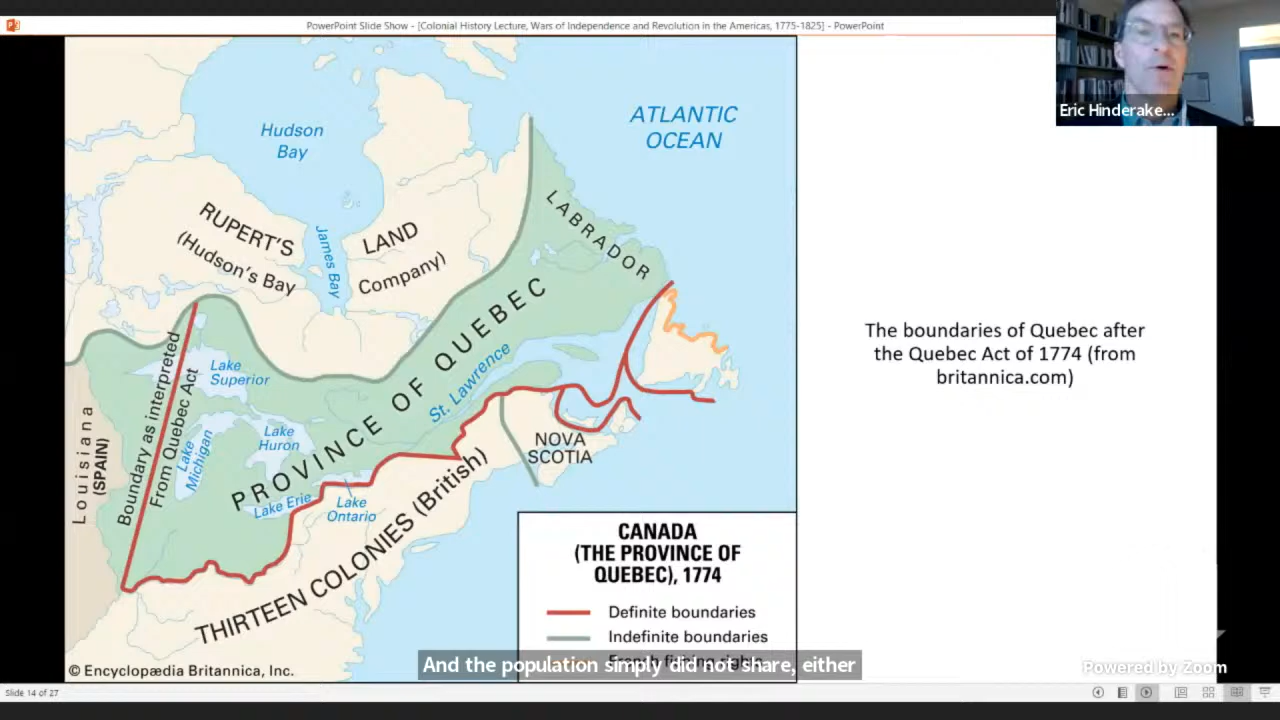 PowerPoint Slide Show - [Colonial History Lecture, Wars of Independence and Revolution in the Americas, 1775-1825] - PowerPoint
Eric Hinderake...
ATLANTIC
OCEAN
Hudson
Bay
RUPERT'S
(Hudson's Bay
James Bay
LAND
Company)
LABRADOR
PROVINCE OF QUEBEC
St. Lawrence
Boundary as interpreted
From Quebec Act
Lake
Superior
Lake
Michigan
Lake
Huron
Lake Erie
Lake
Ontario
Louisiana
(SPAIN)
NOVA
SCOTIA
THIRTEEN COLONIES (British)
The boundaries of Quebec after
the Quebec Act of 1774 (from
britannica.com)
CANADA
(THE PROVINCE OF
QUEBEC), 1774
Definite boundaries
Indefinite boundaries
And the population simply did not share, either
© Encyclopædia Britannica, Inc.
Powered by Zoom
Slide 14 of 27